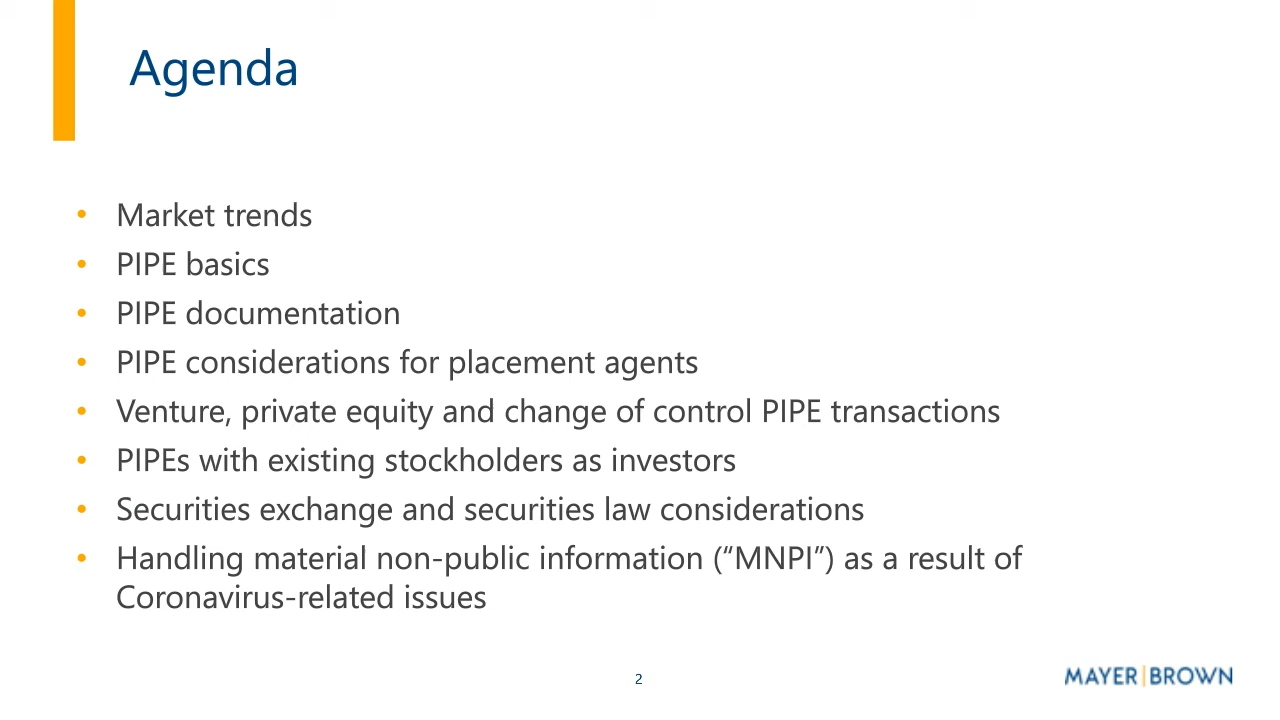 Agenda
• Market trends
• PIPE basics
• PIPE documentation
• PIPE considerations for placement agents
• Venture, private equity and change of control PIPE transactions
• PIPEs with existing stockholders as investors
• Securities exchange and securities law considerations
• Handling material non-public information (“MNPI”) as a result of
Coronavirus-related issues
2
MAYER|BROWN